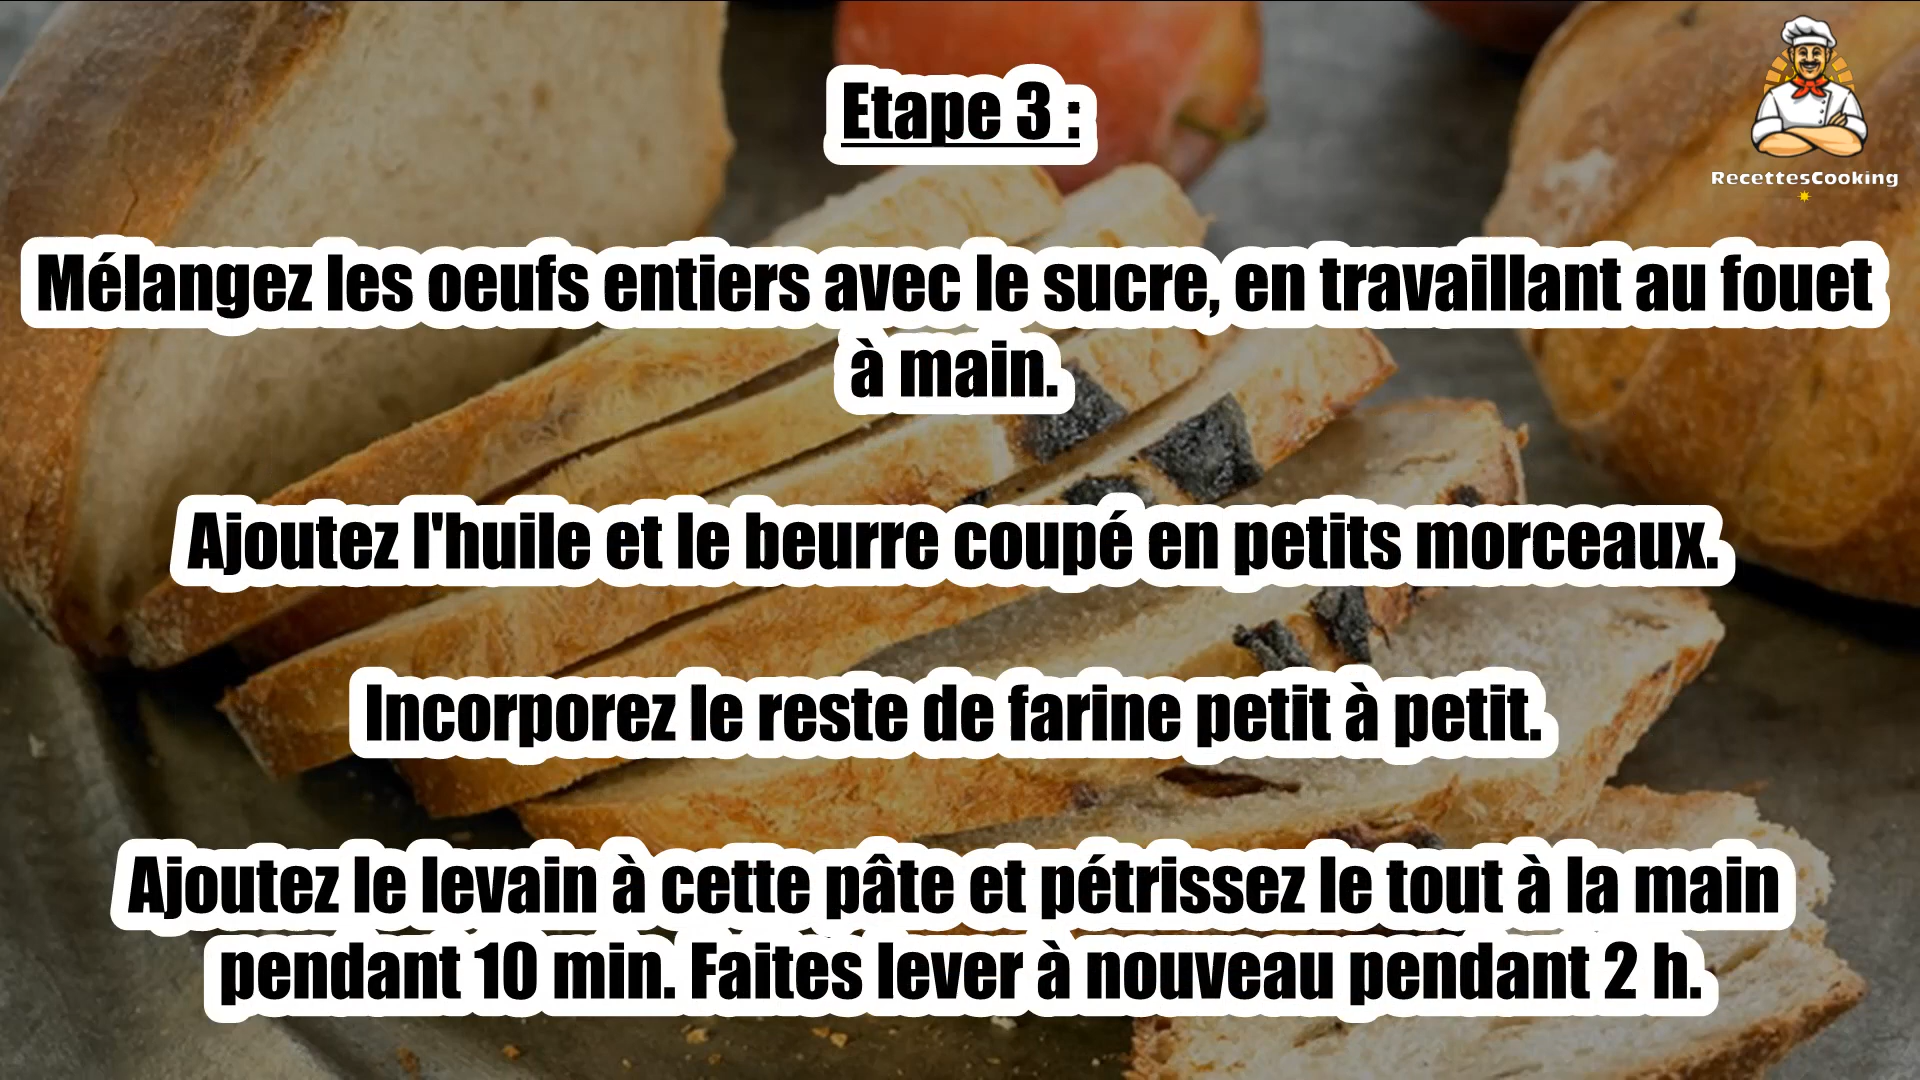 Etape 3 :
RecettesCooking
Mélangez les oeufs entiers avec le sucre, en travaillant au fouet
à main.
Ajoutez l'huile et le beurre coupé en petits morceaux.
Incorporez le reste de farine petit à petit.
Ajoutez le levain à cette pâte et pétrissez le tout à la main
pendant 10 min. Faites lever à nouveau pendant 2 h.